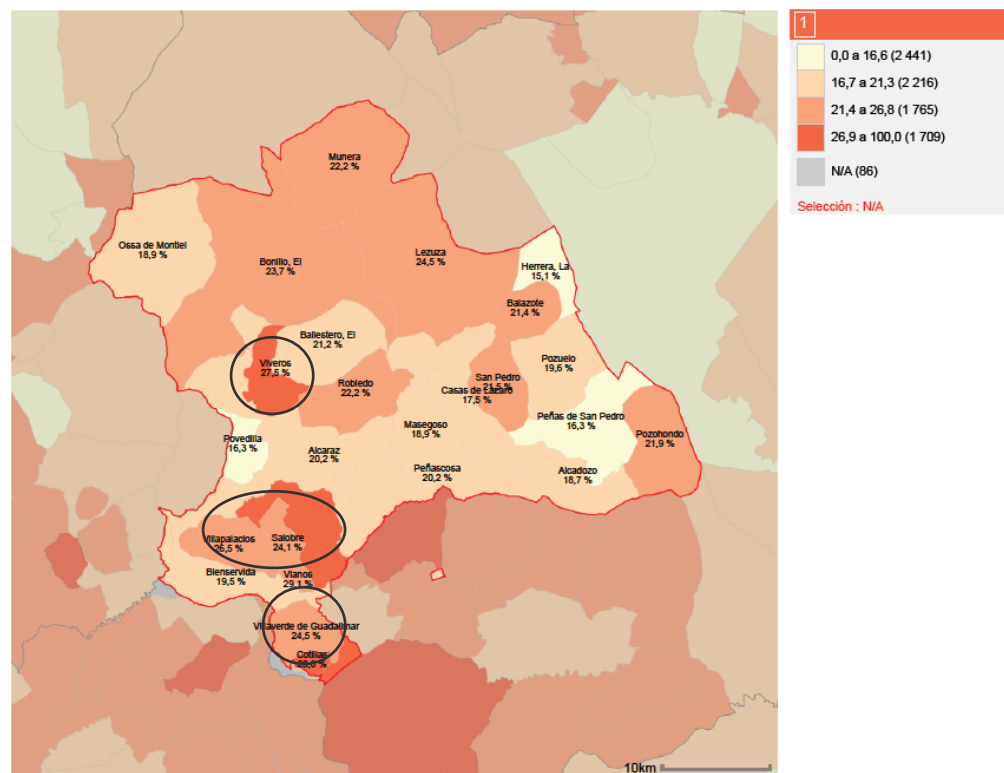 1
0,0 a 16,6 (2 441)
16,7 a 21,3 (2 216)
21,4 a 26,8 (1 765)
26,9 a 100,0 (1 709)
N/A (86)
Selección : N/A
Munera
22,2 %
Ossa de Montiel
18,9 %
Bonillo, El
23,7 %
Lezuza
24,5 %
Herrera, La
15,1 %
Balazote
21,4 %
Ballestero, El
21,2 %
Viveros
27,5 %
Robledo
22,2 %
San Pedro
21,5 %
Casas de Lázaro
17,5 %
Pozuelo
19,6 %
Peñas de San Pedro
16,3 %
Pozohondo
21,9 %
Masegoso
18,9 %
Povedilla
16,3 %
Alcaraz
20,2 %
Peñascosa
20,2 %
Alcadozo
18,7 %
Villapalacios
26,5 %
Salobre
24,1 %
Bienservida
19,5 %
Vianos
29,1 %
Villaverde de Guadalimar
24,5 %
Cotillas
10km